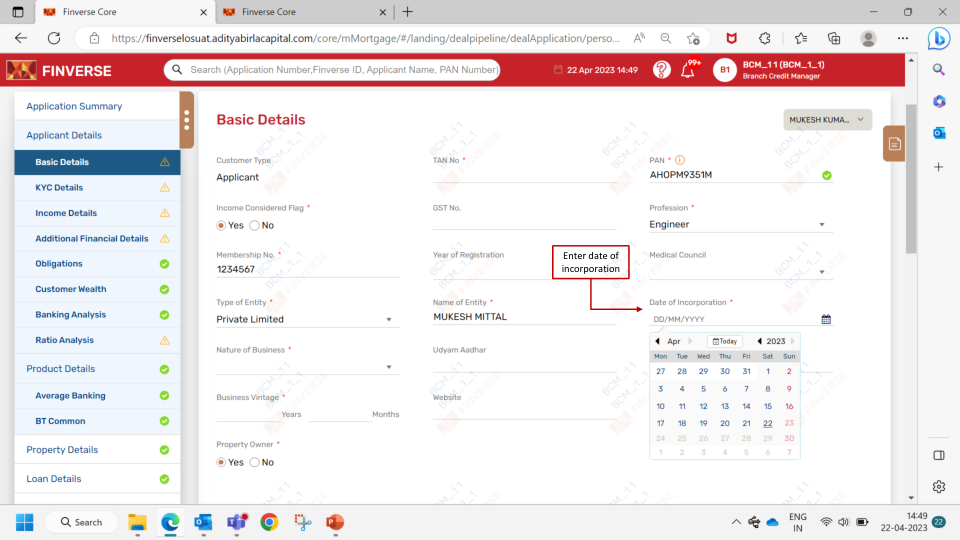 Finverse Core
Finverse Core
https://finverselosuat.adityabirlacapital.com/core/mMortgage/#/landing/dealpipeline/dealApplication/perso...
FINVERSE
Search (Application Number,Finverse ID, Applicant Name, PAN Number)
22 Apr 2023 14:49
99+
B1
BCM_1 1 (BCM_1_1)
Branch Credit Manager
Application Summary
Applicant Details
Basic Details
KYC Details
Income Details
Additional Financial Details
Obligations
Customer Wealth
Banking Analysis
Ratio Analysis
Product Details
Average Banking
BT Common
Property Details
Loan Details
Basic Details
MUKESH KUMA...
Customer Type
Applicant
TAN No *
PAN *
AHOPM9351M
Income Considered Flag *
Yes No
GST No.
Profession *
Engineer
Membership No. *
1234567
Year of Registration
Enter date of
incorporation
Medical Council
Type of Entity *
Private Limited
Name of Entity *
MUKESH MITTAL
Date of Incorporation *
DD/MM/YYYY
Apr Today 2023
Mon Tue Wed Thu Fri Sat Sun
27 28 29 30 31 1 2
3 4 5 6 7 8 9
10 11 12 13 14 15 16
17 18 19 20 21 22 23
24 25 26 27 28 29 30
1 2 3 4 5 6 7
Nature of Business *
Udyam Aadhar
Business Vintage *
Years Months
Website
Property Owner *
Yes No
Search
ENG
IN
14:49
22-04-2023
22